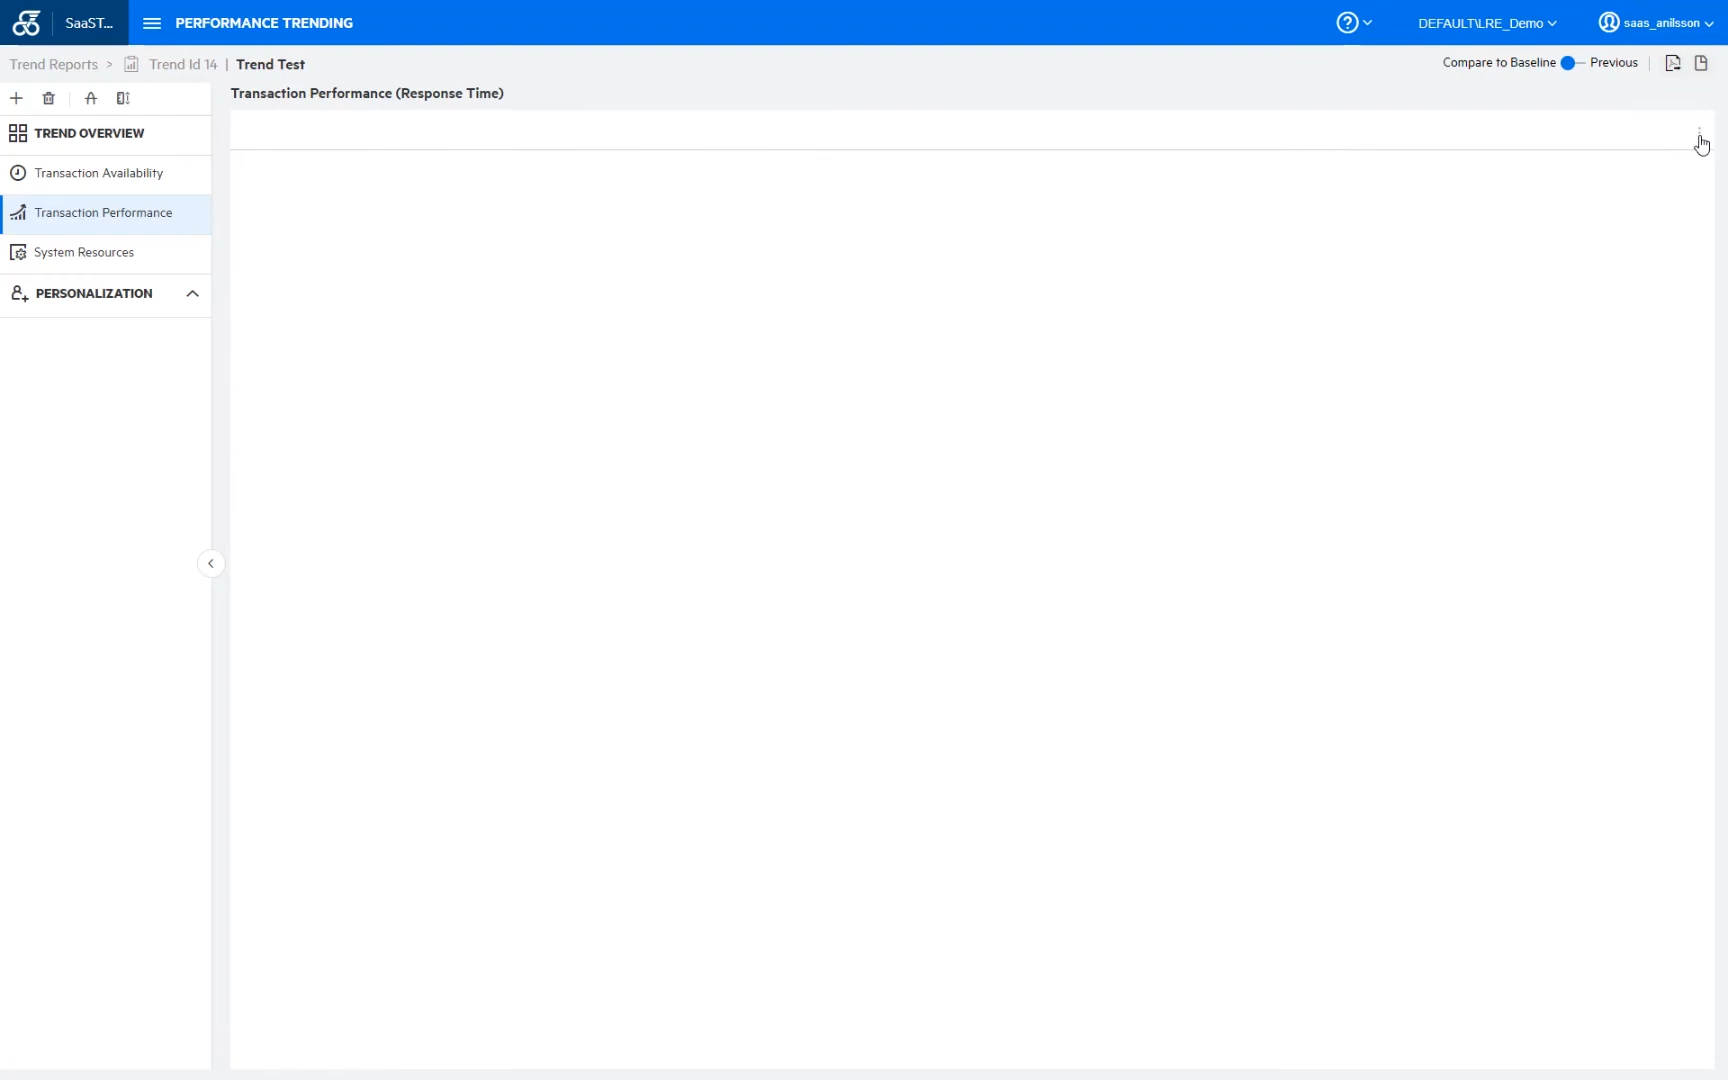 SaaST... PERFORMANCE TRENDING DEFAULT\LRE_Demo saas_anilsson
Trend Reports > Trend Id 14 | Trend Test Compare to Baseline Previous
Transaction Performance (Response Time)
TREND OVERVIEW
Transaction Availability
Transaction Performance
System Resources
PERSONALIZATION